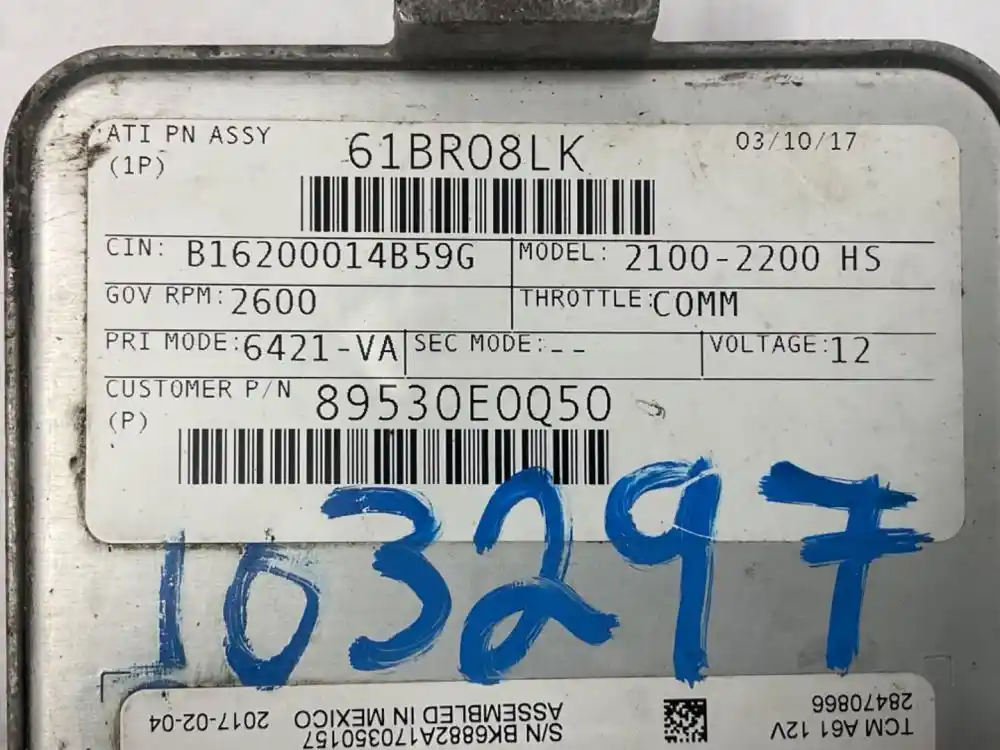 ATI PN ASSY 61BR08LK 03/10/17
(1P)
CIN: B16200014B59G MODEL: 2100-2200 HS
GOV RPM: 2600 THROTTLE: COMM
PRI MODE: 6421-VA SEC MODE: -- VOLTAGE: 12
CUSTOMER P/N 89530E0Q50
(P)
103297
TCM A61 12V
28470866
S/N BK6882A170350157
ASSEMBLED IN MEXICO 2017-02-04